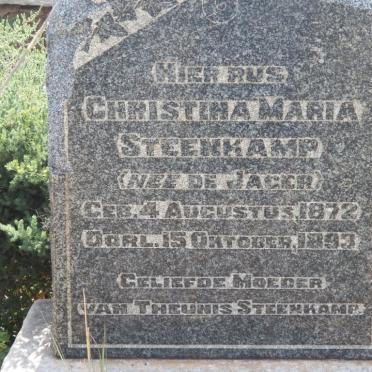 HIER RUS
CHRISTINA MARIA
STEENKAMP
(NEE DE JAGER)
GEB. 4 AUGUSTUS, 1872
OORL. 15 OKTOBER, 1893
GELIEFDE MOEDER
VAN THEUNIS STEENKAMP.